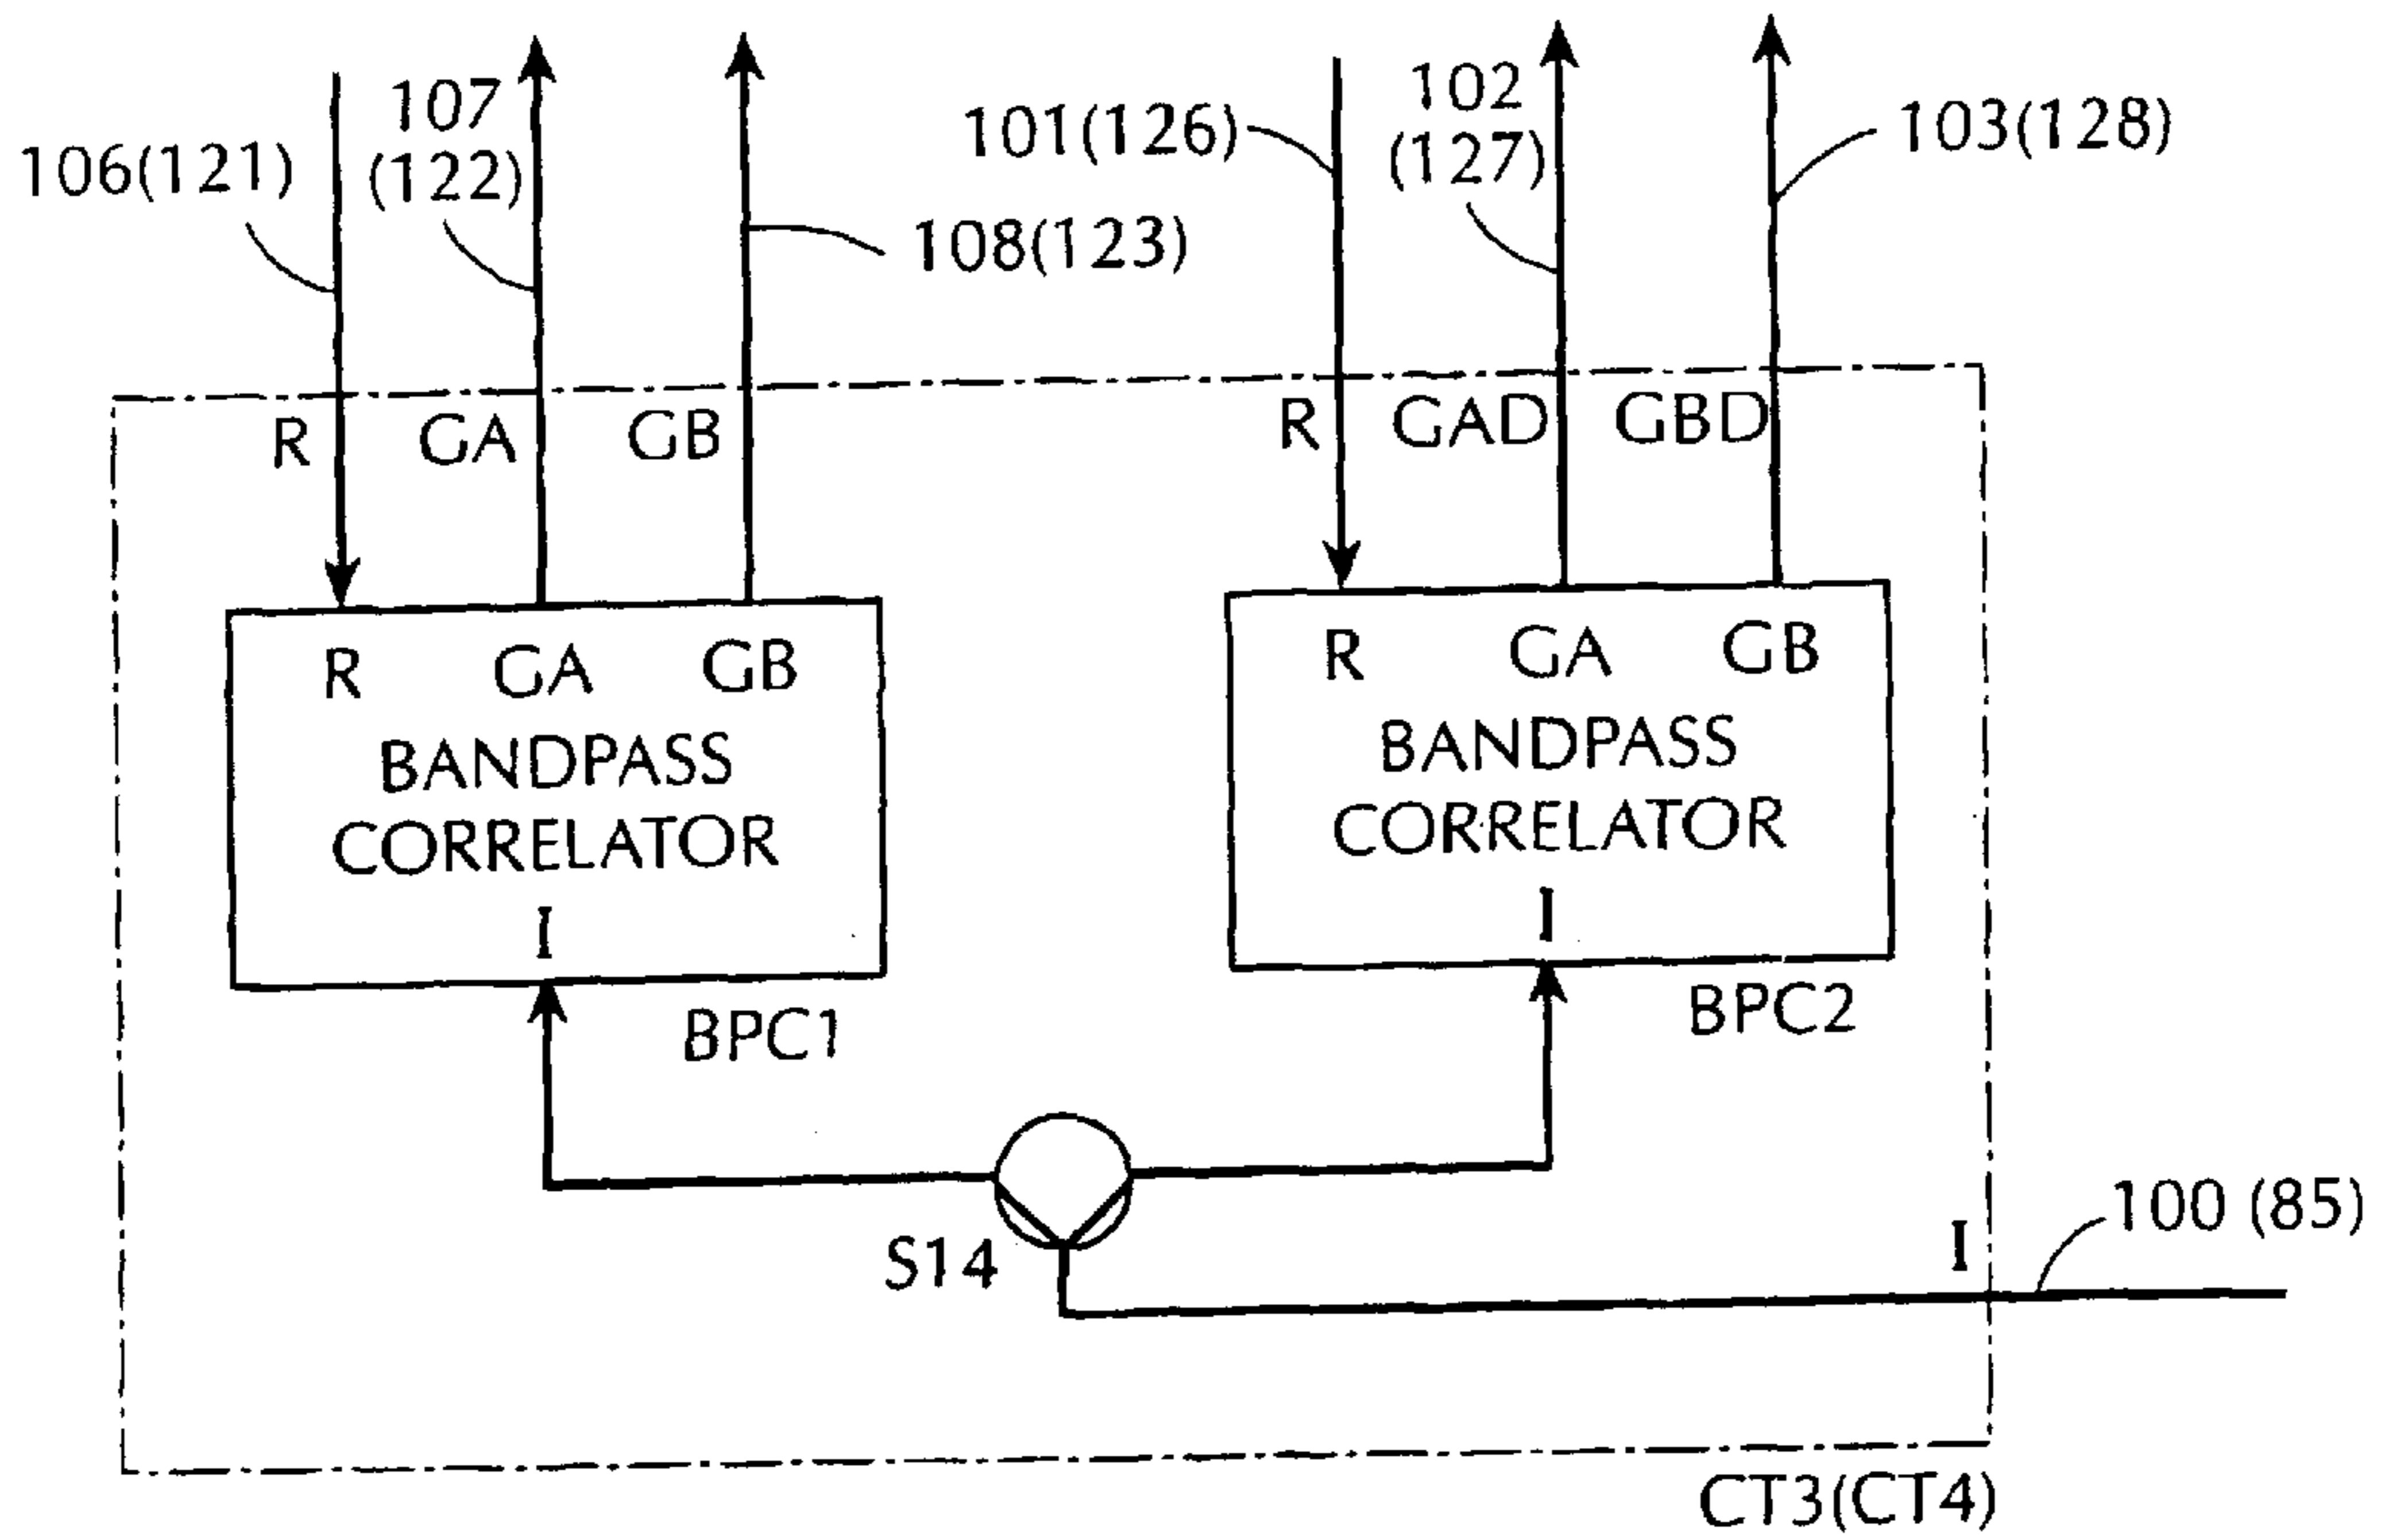 106(121)
107
(122)
108(123)
101(126)
102
(127)
103(128)
R GA GB
R GAD GBD
R GA GB
BANDPASS
CORRELATOR
I
BPC1
R GA GB
BANDPASS
CORRELATOR
I
BPC2
S14
I
100 (85)
CT3(CT4)